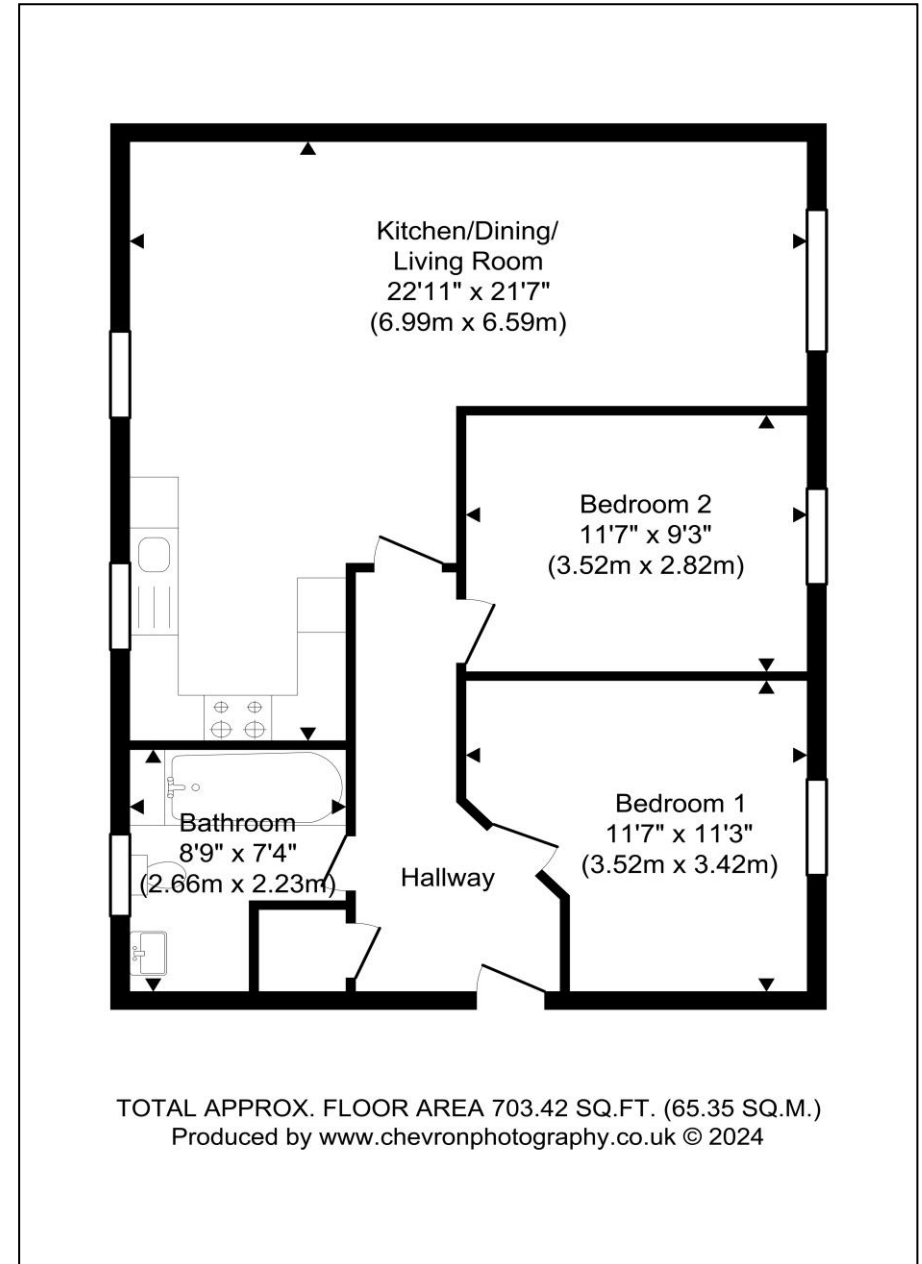 Kitchen/Dining/
Living Room
22'11" x 21'7"
(6.99m x 6.59m)
Bedroom 2
11'7" x 9'3"
(3.52m x 2.82m)
Bedroom 1
11'7" x 11'3"
(3.52m x 3.42m)
Bathroom
8'9" x 7'4"
(2.66m x 2.23m)
Hallway
TOTAL APPROX. FLOOR AREA 703.42 SQ.FT. (65.35 SQ.M.)
Produced by www.chevronphotography.co.uk © 2024